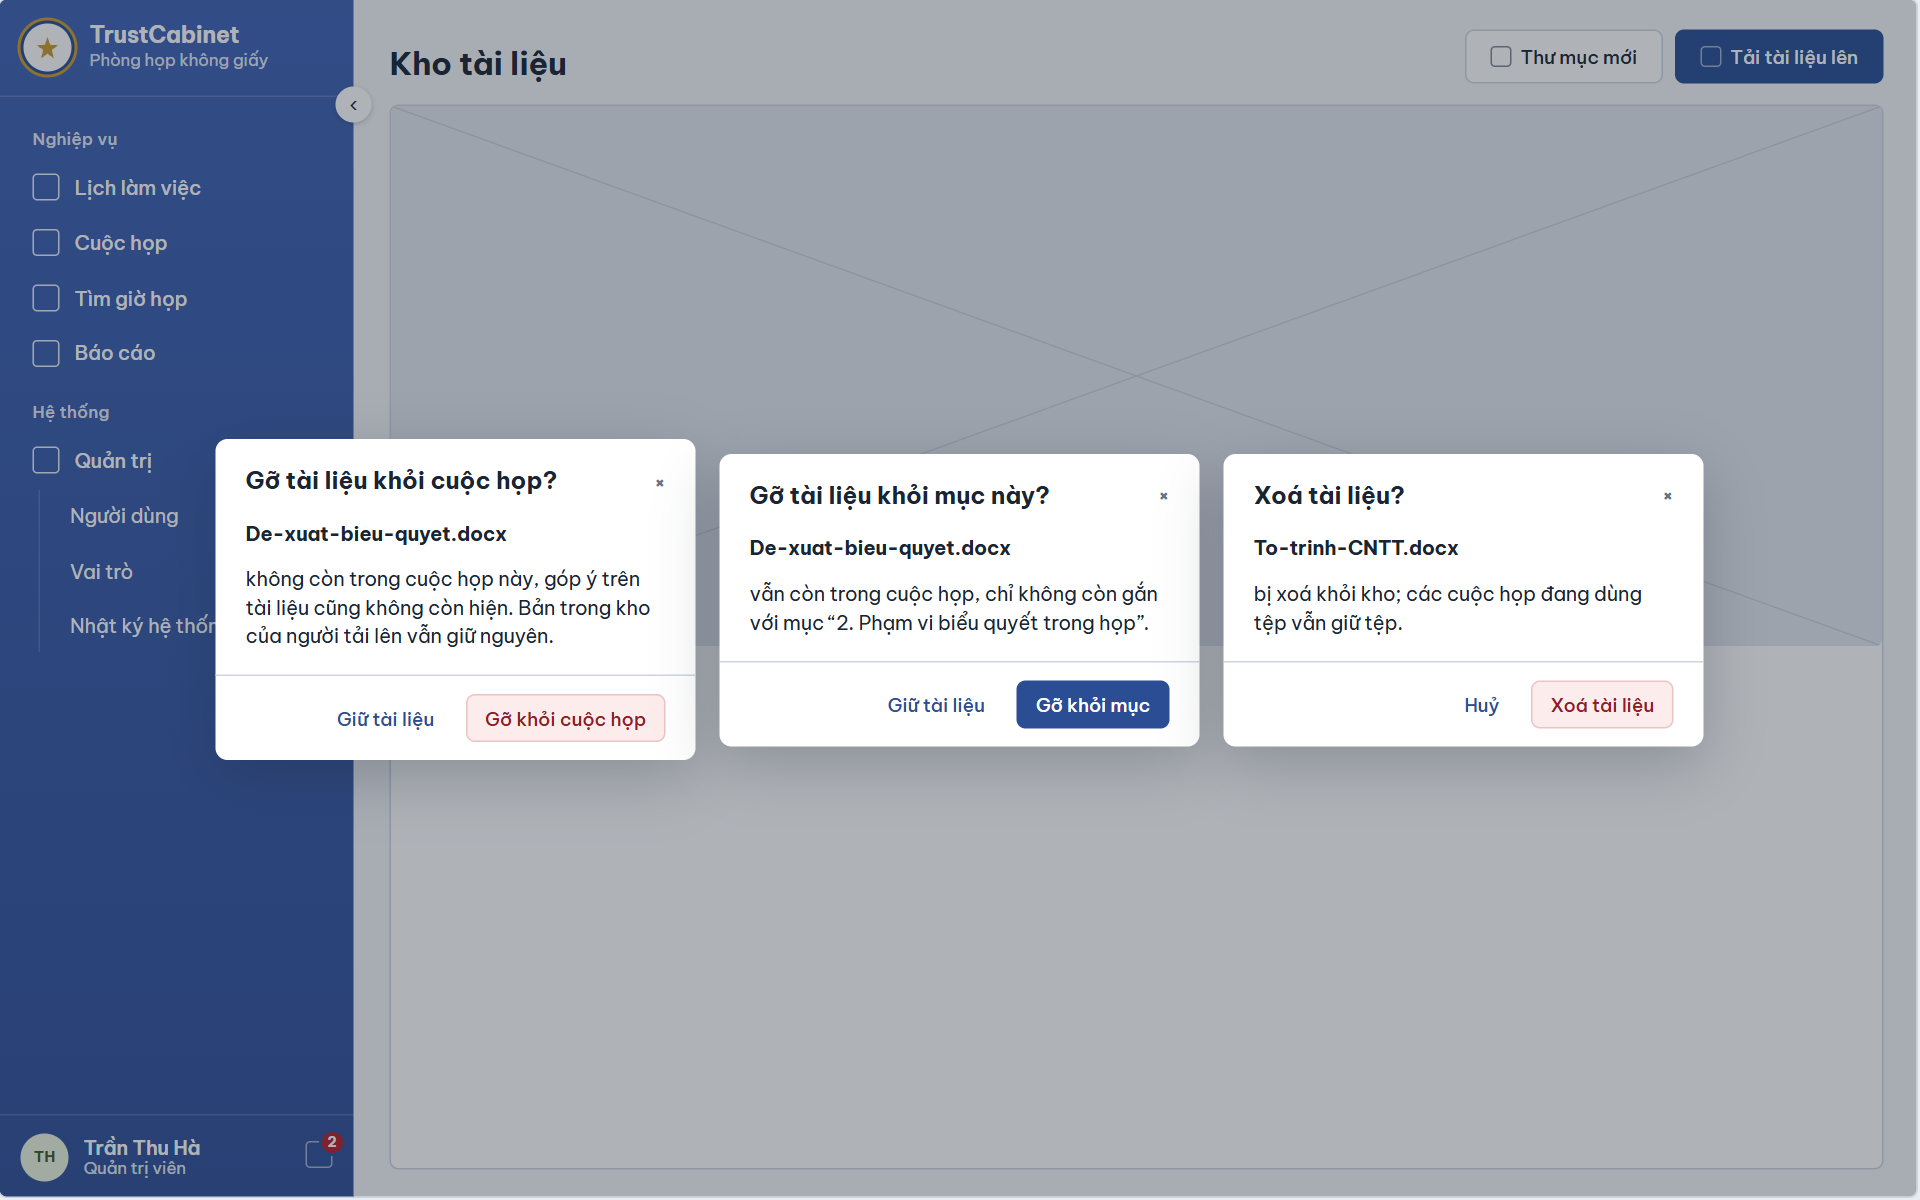 TrustCabinet
Phòng họp không giấy
Nghiệp vụ
Lịch làm việc
Cuộc họp
Tìm giờ họp
Báo cáo
Hệ thống
Quản trị
Người dùng
Vai trò
Nhật ký hệ thốn
Trần Thu Hà
Quản trị viên
TH
2
Kho tài liệu
Thư mục mới
Tải tài liệu lên
Gỡ tài liệu khỏi cuộc họp?
De-xuat-bieu-quyet.docx
không còn trong cuộc họp này, góp ý trên
tài liệu cũng không còn hiện. Bản trong kho
của người tải lên vẫn giữ nguyên.
Giữ tài liệu
Gỡ khỏi cuộc họp
Gỡ tài liệu khỏi mục này?
De-xuat-bieu-quyet.docx
vẫn còn trong cuộc họp, chỉ không còn gắn
với mục “2. Phạm vi biểu quyết trong họp”.
Giữ tài liệu
Gỡ khỏi mục
Xoá tài liệu?
To-trinh-CNTT.docx
bị xoá khỏi kho; các cuộc họp đang dùng
tệp vẫn giữ tệp.
Huỷ
Xoá tài liệu